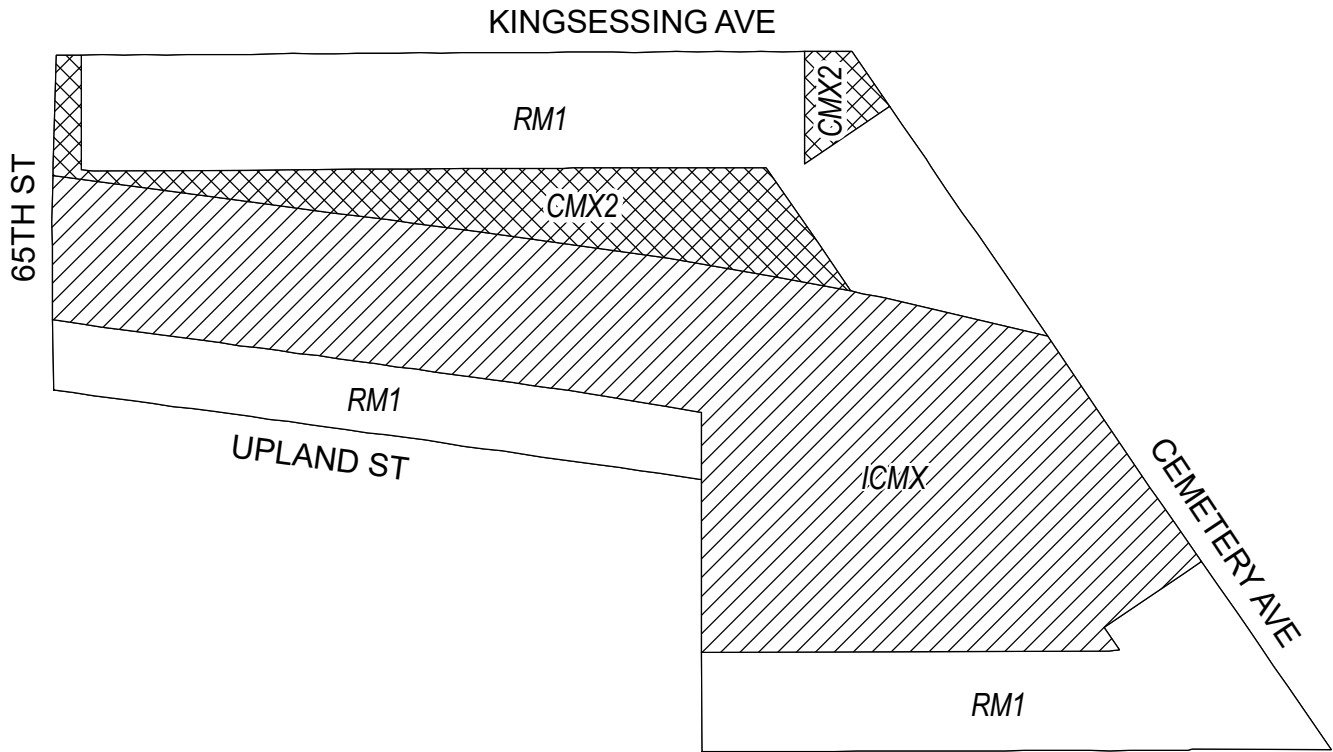 KINGSESSING AVE
CMX2
RM1
65TH ST
CMX2
RM1
UPLAND ST
ICMX
CEMETERY AVE
RM1